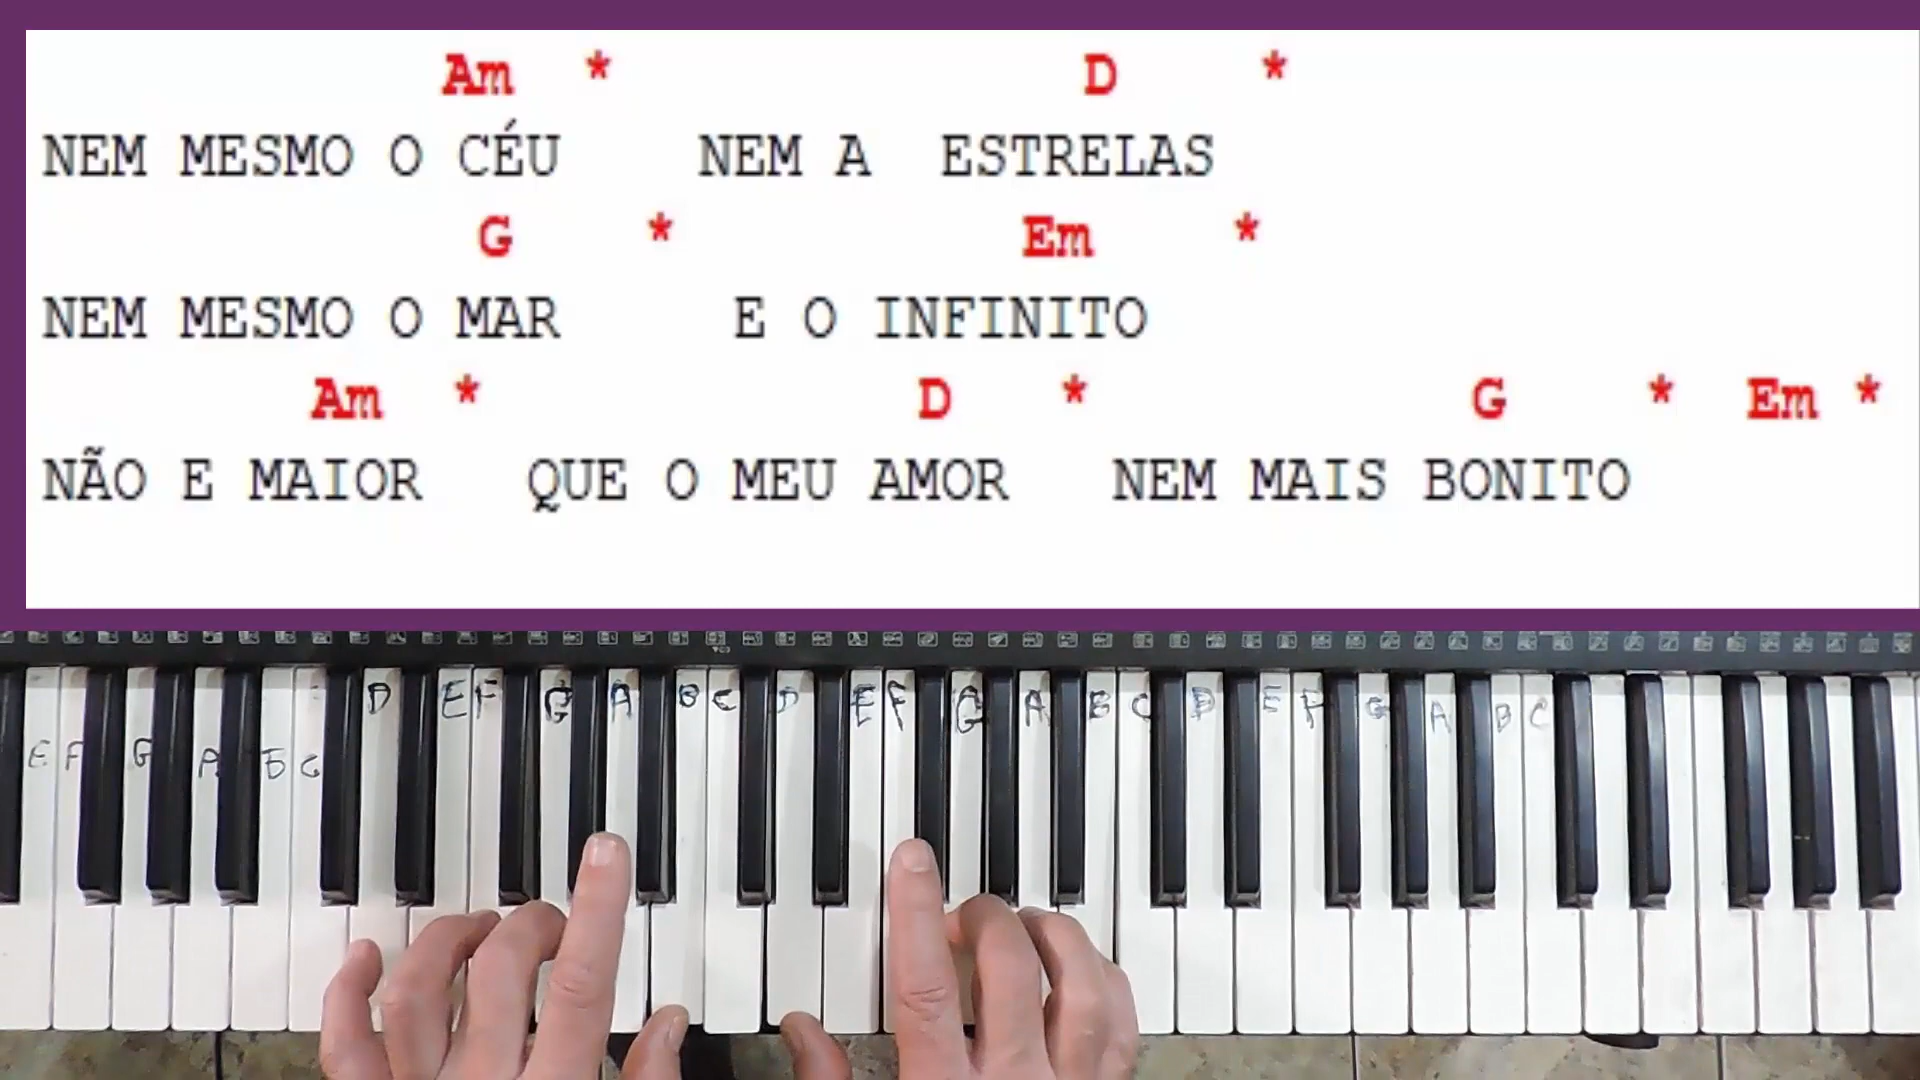 Am * D *
NEM MESMO O CÉU NEM A ESTRELAS
G * Em *
NEM MESMO O MAR E O INFINITO
Am * D * G * Em *
NÃO E MAIOR QUE O MEU AMOR NEM MAIS BONITO
D E F G A B C D E F G A B C D E F G A B C
E F G A B C